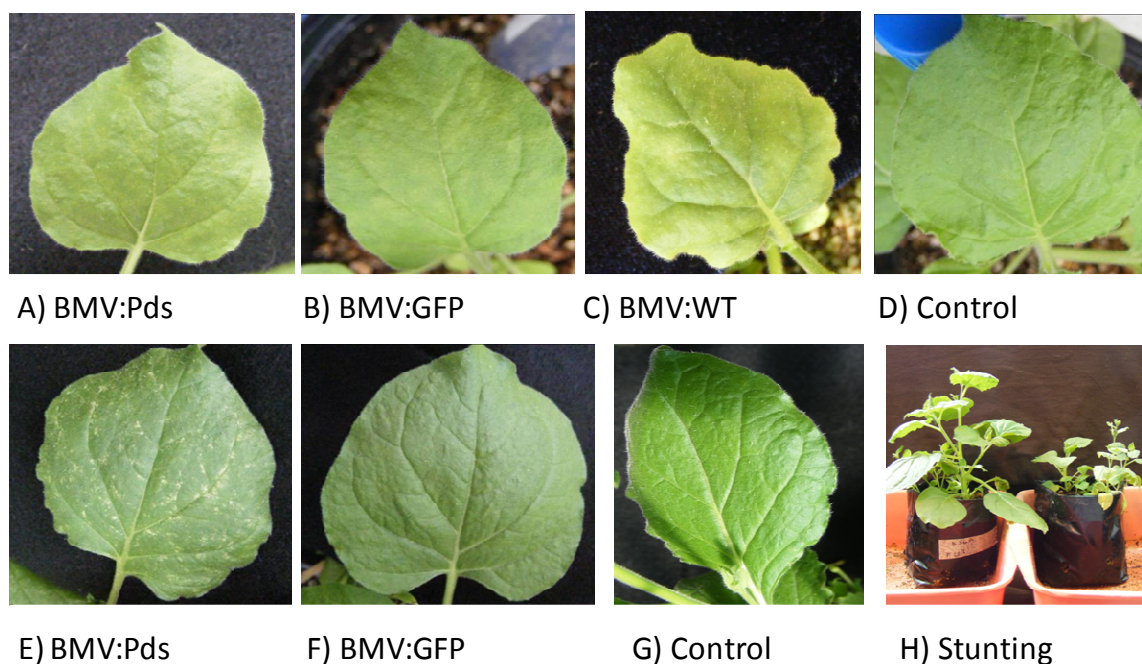 A) BMV:Pds
B) BMV:GFP
C) BMV:WT
D) Control
E) BMV:Pds
F) BMV:GFP
G) Control
H) Stunting